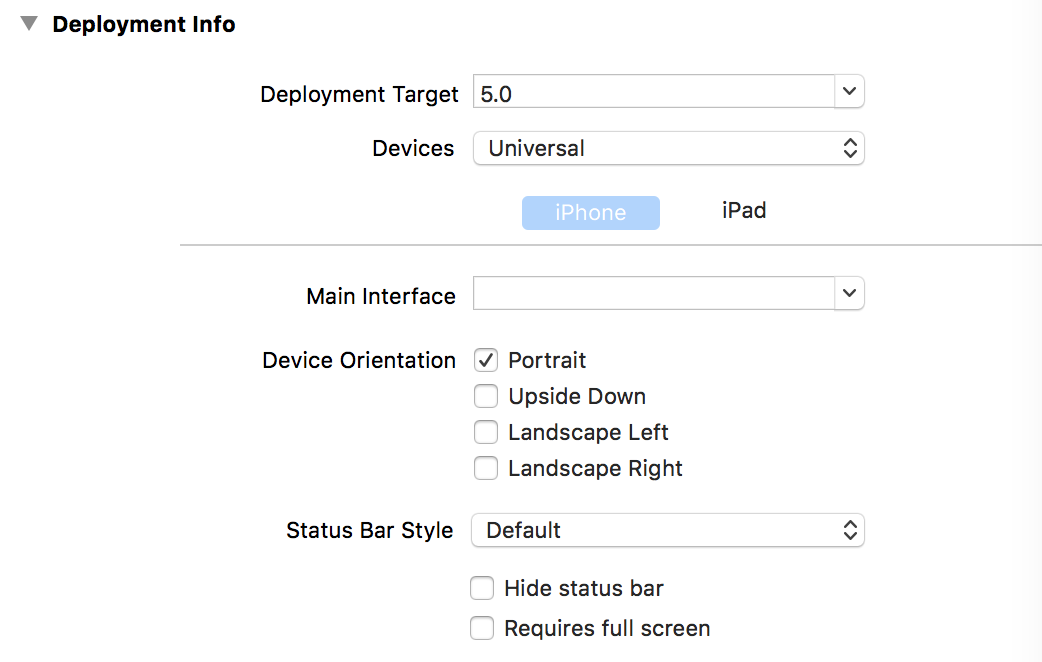 Deployment Info
Deployment Target 5.0
Devices Universal
iPhone iPad
Main Interface
Device Orientation Portrait
Upside Down
Landscape Left
Landscape Right
Status Bar Style Default
Hide status bar
Requires full screen